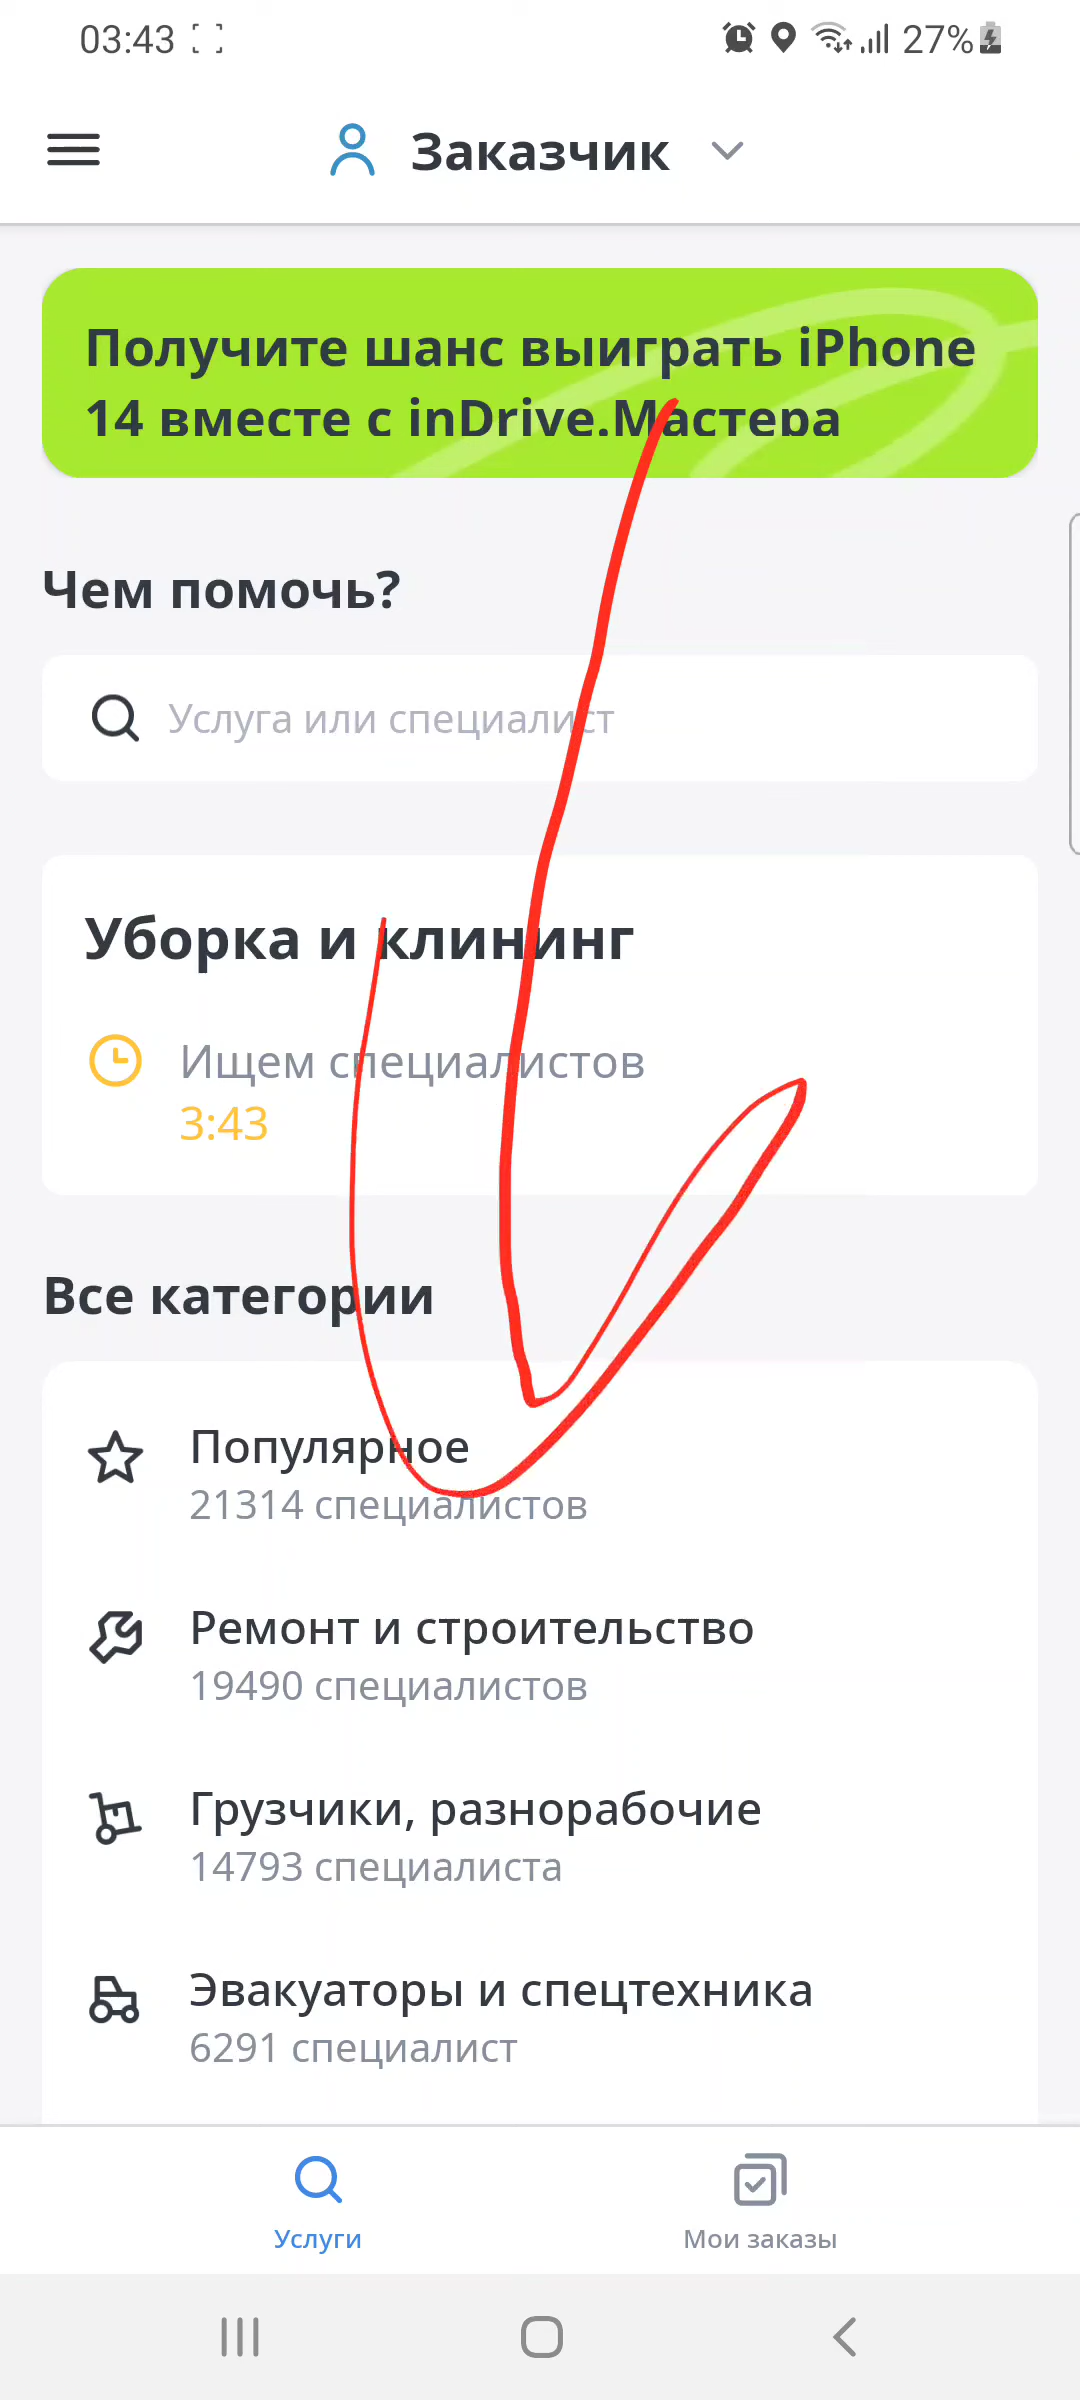 03:43
27%
Заказчик
Получите шанс выиграть iPhone
14 вместе с inDrive.Мастера
Чем помочь?
Услуга или специалист
Уборка и клининг
Ищем специалистов
3:43
Все категории
Популярное
21314 специалистов
Ремонт и строительство
19490 специалистов
Грузчики, разнорабочие
14793 специалиста
Эвакуаторы и спецтехника
6291 специалист
Услуги
Мои заказы